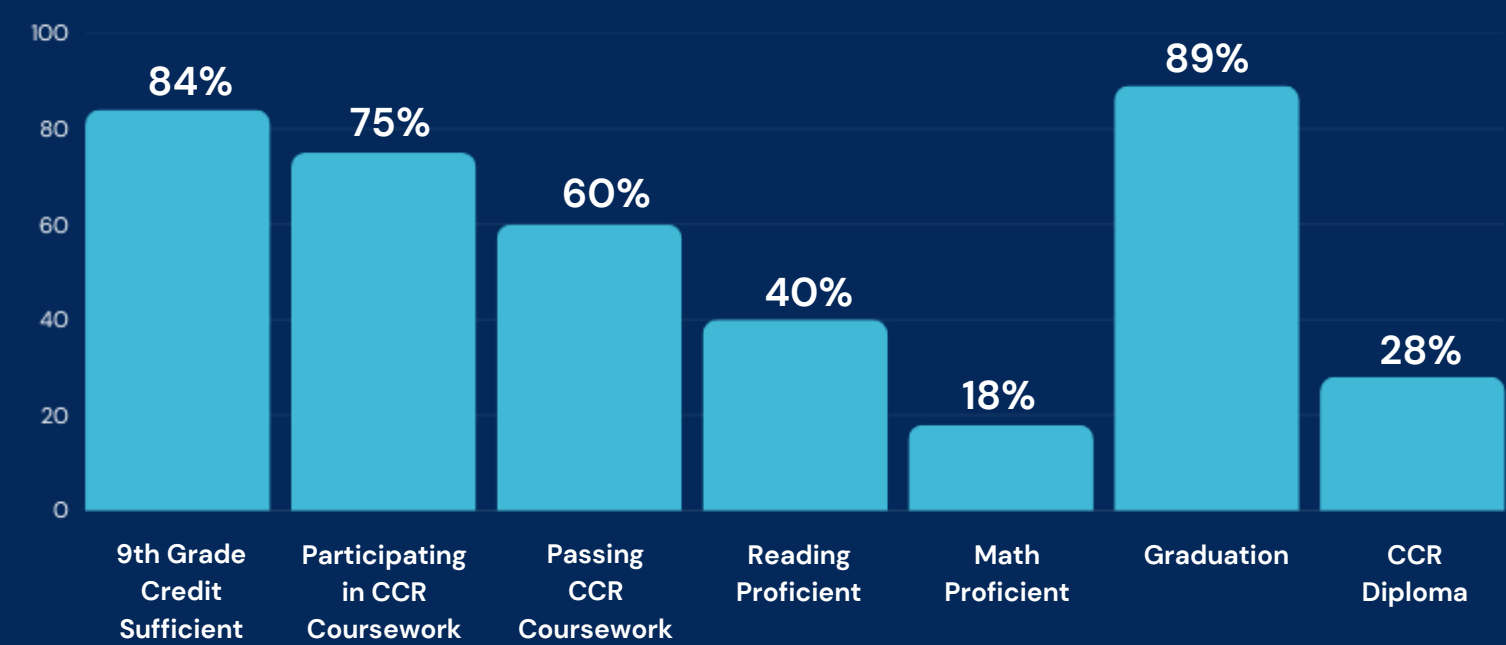 100
80
60
40
20
0
84%
75%
60%
40%
18%
89%
28%
9th Grade
Credit
Sufficient
Participating
in CCR
Coursework
Passing
CCR
Coursework
Reading
Proficient
Math
Proficient
Graduation
CCR
Diploma